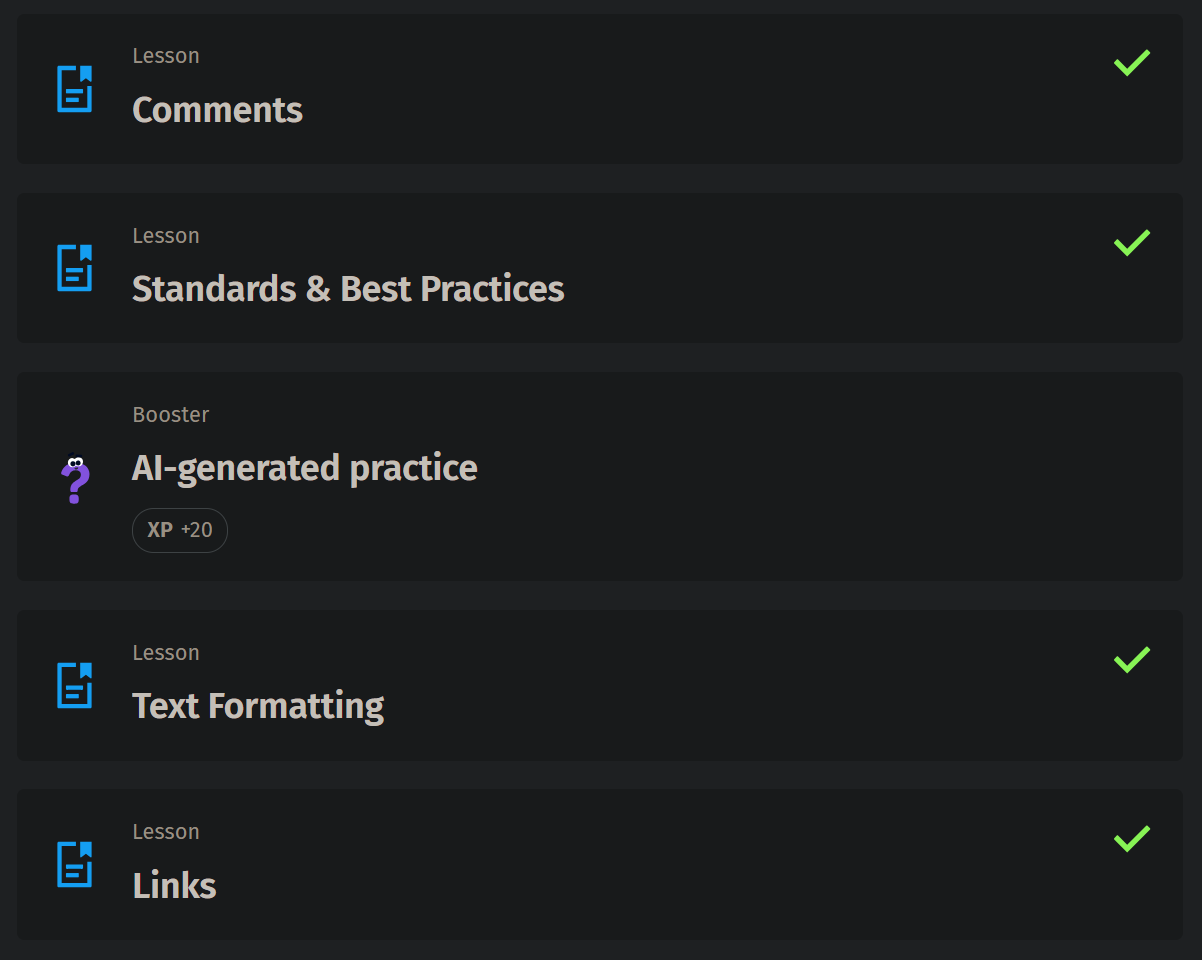 Lesson
Comments
Lesson
Standards & Best Practices
Booster
AI-generated practice
XP +20
Lesson
Text Formatting
Lesson
Links